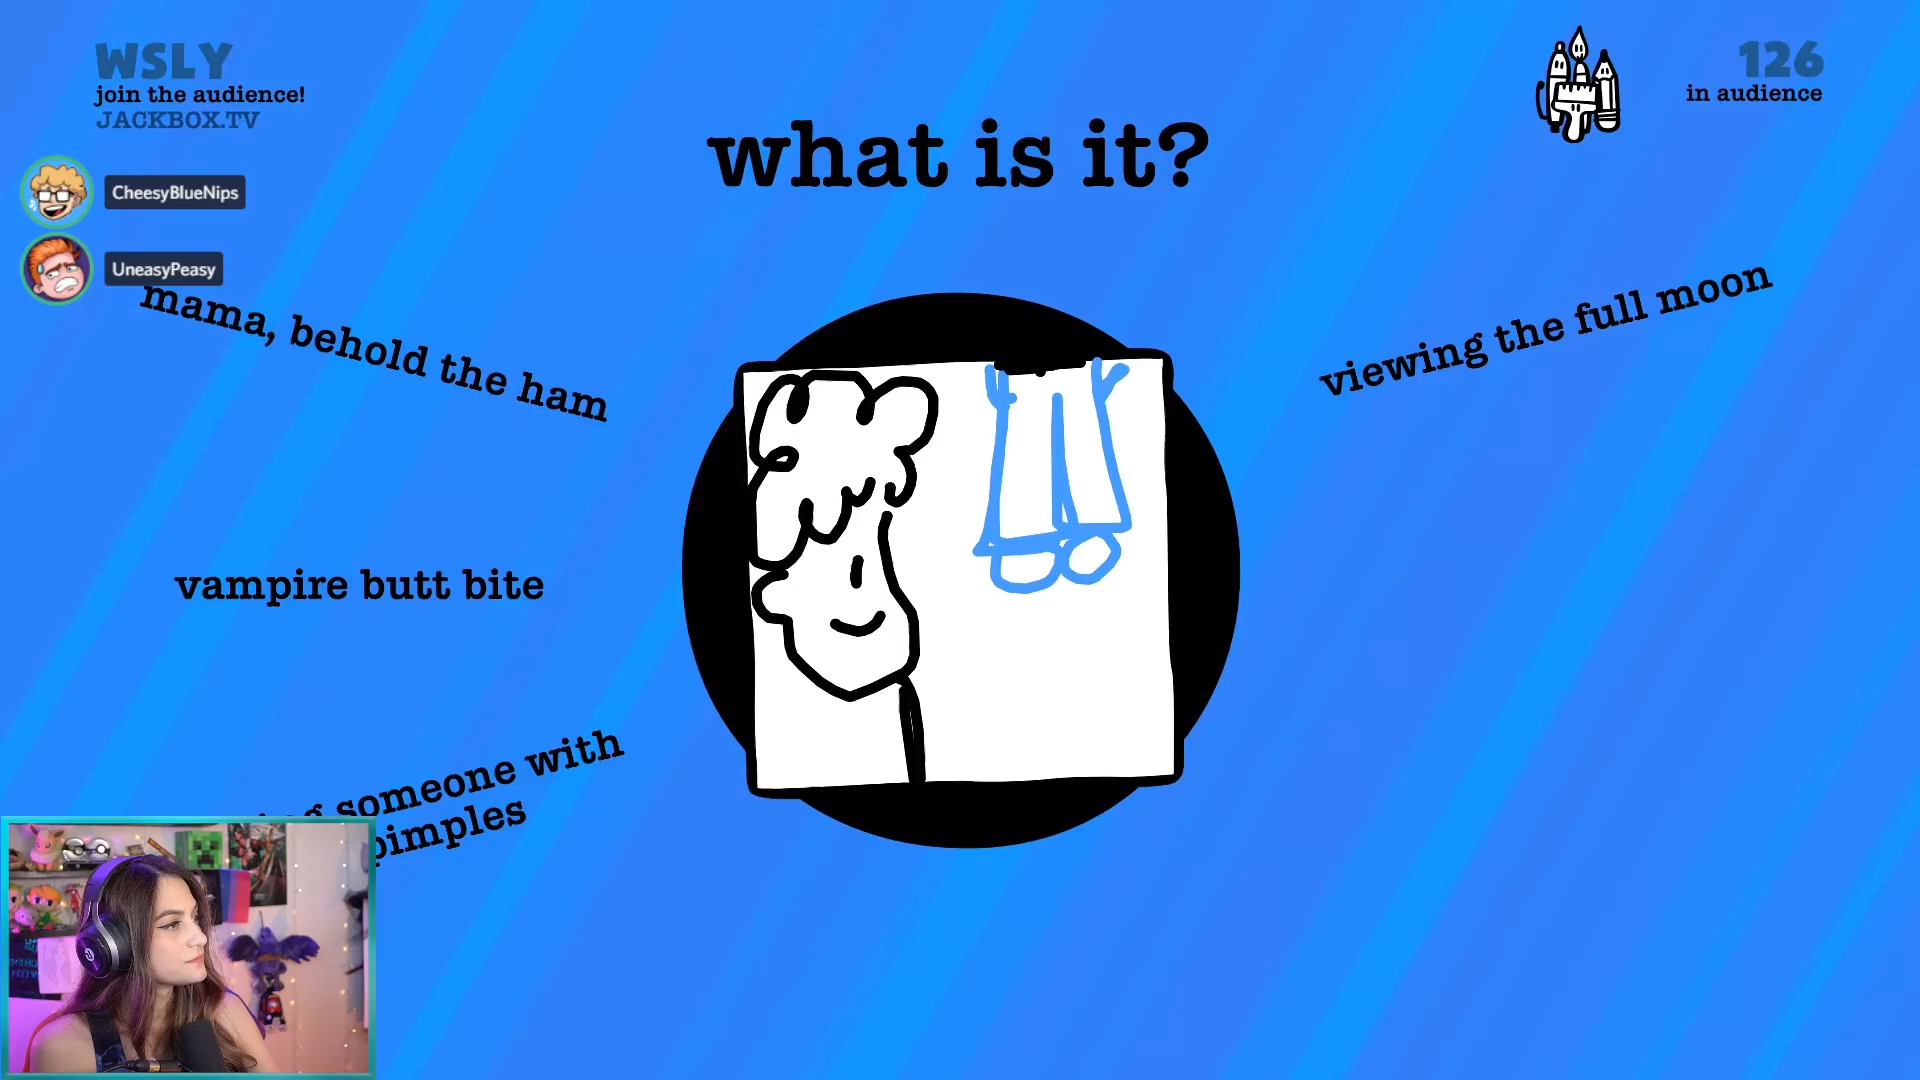 WSLY
join the audience!
JACKBOX.TV
126
in audience
what is it?
CheesyBlueNips
UneasyPeasy
mama, behold the ham
viewing the full moon
vampire butt bite
someone with
pimples